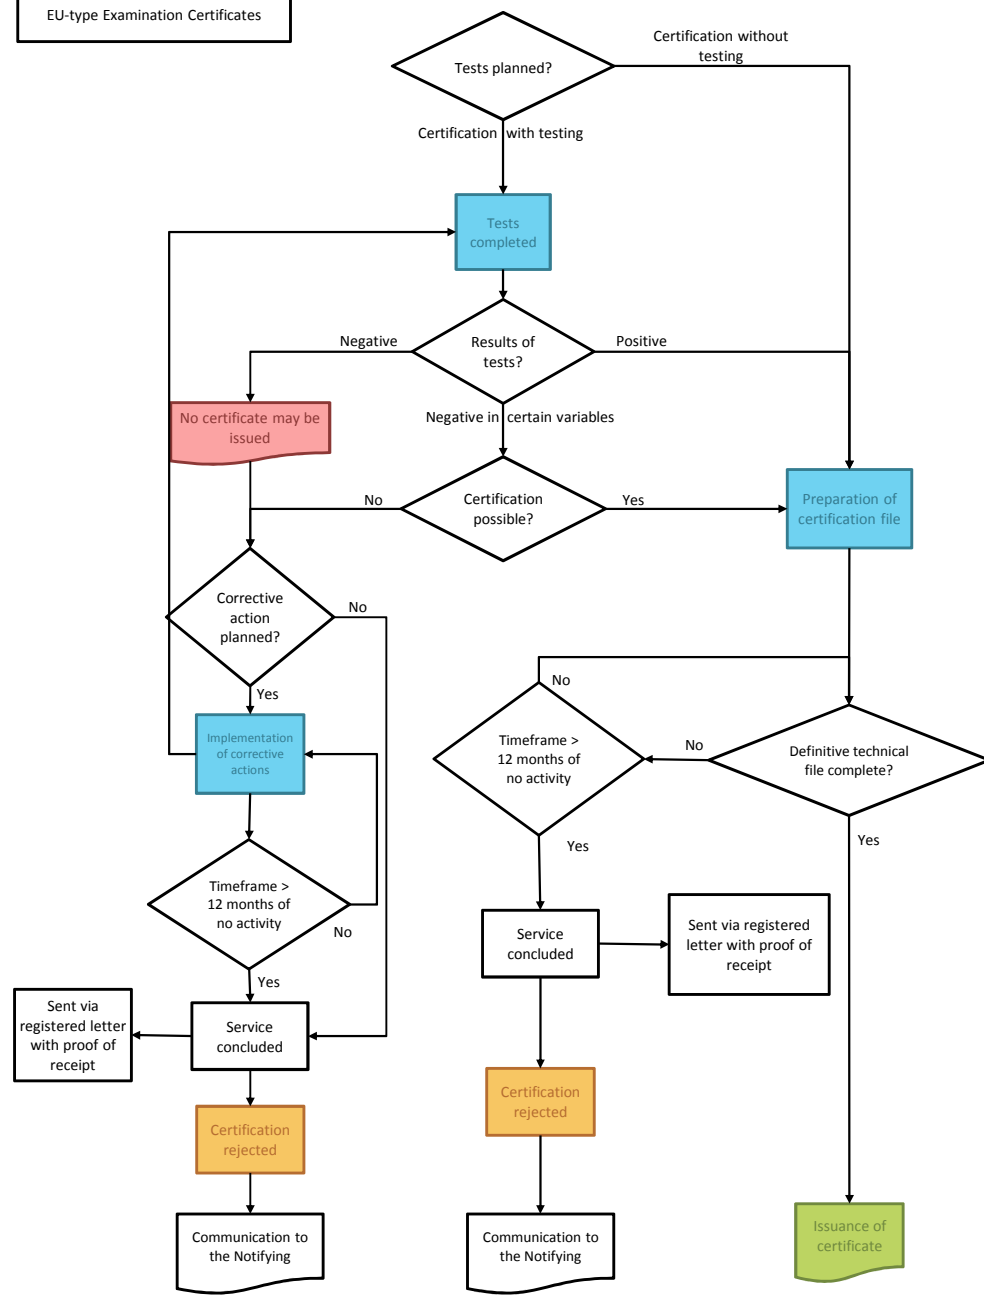 EU-type Examination Certificates
Certification without
testing
Tests planned?
Certification with testing
Tests
completed
Negative
Results of
tests?
Positive
No certificate may be
issued
Negative in certain variables
No
Certification
possible?
Yes
Preparation of
certification file
Corrective
action
planned?
No
Yes
No
Implementation
of corrective
actions
Timeframe >
12 months of
no activity
No
Definitive technical
file complete?
Yes
Yes
Timeframe >
12 months of
no activity
No
Yes
Service
concluded
Sent via registered
letter with proof of
receipt
Sent via
registered letter
with proof of
receipt
Service
concluded
Certification
rejected
Certification
rejected
Communication to
the Notifying
Communication to
the Notifying
Issuance of
certificate